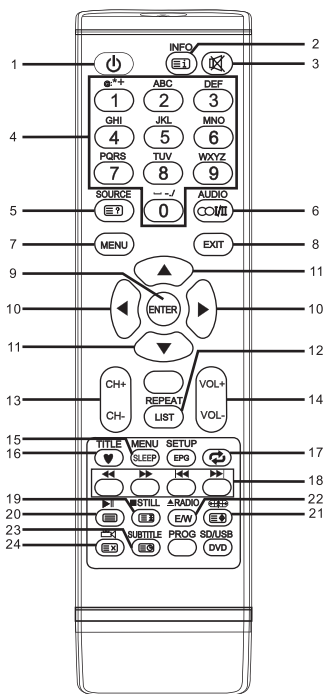 INFO
2
1
3
@:*+ ABC DEF
1 2 3
GHI JKL MNO
4
4 5 6
PQRS TUV WXYZ
7 8 9
SOURCE - ./ AUDIO
5
0
I/II
6
7
MENU
EXIT
8
9
11
10
ENTER
10
11
12
CH+
VOL+
13
REPEAT
14
CH-
LIST
VOL-
15
TITLE MENU SETUP
16
SLEEP EPG
17
18
19
STILL RADIO
22
20
E/W
21
23
SUBTITLE PROG SD/USB
24
DVD